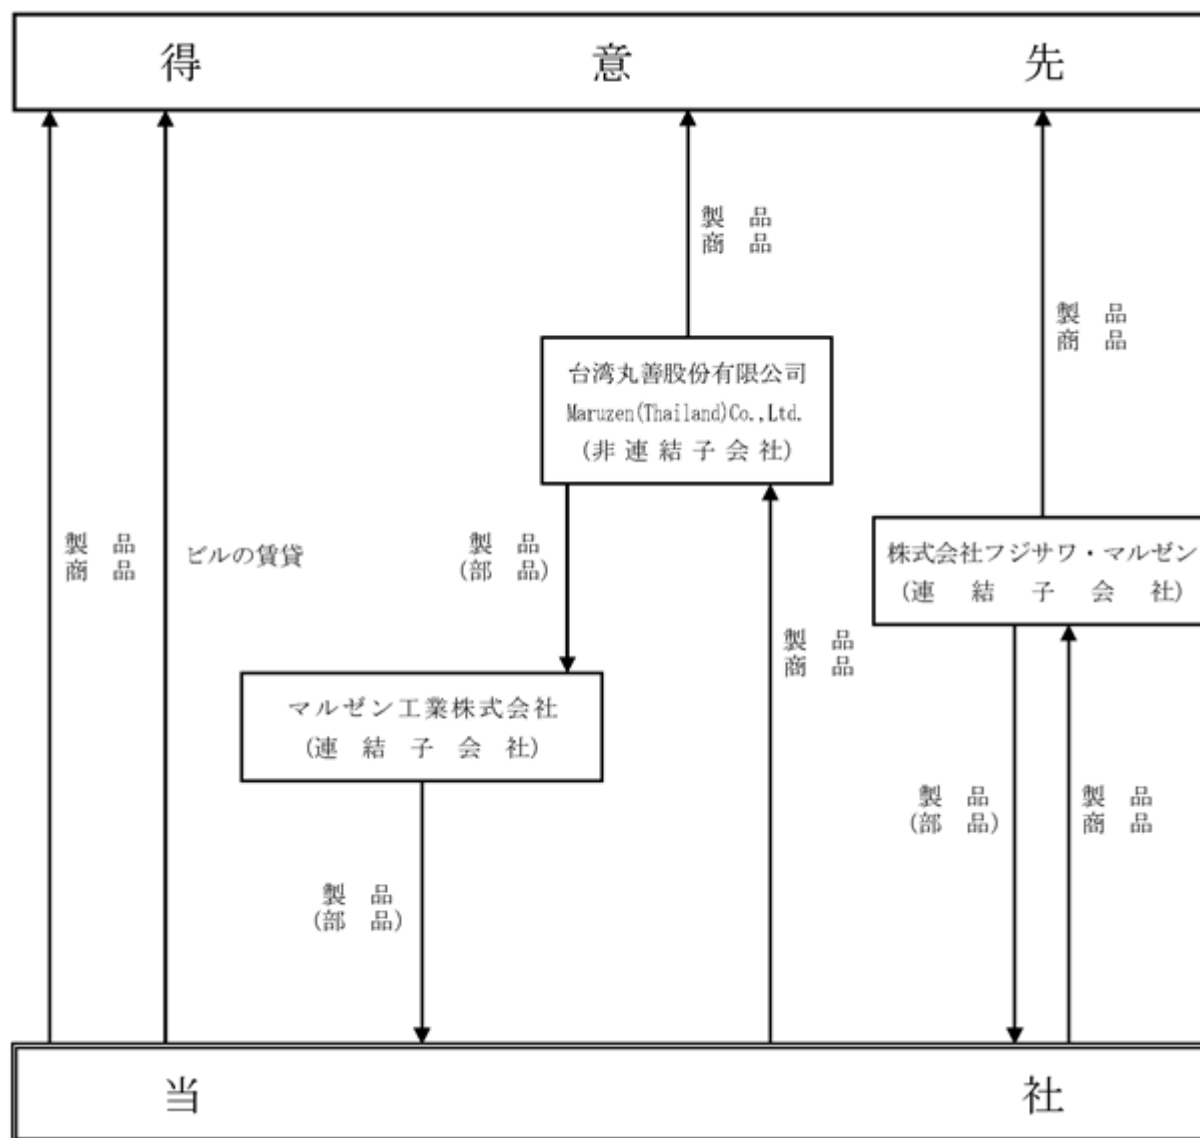 得意先
製品
商品
製品
商品
台湾丸善股份有限公司
Maruzen(Thailand)Co.,Ltd.
(非連結子会社)
製品
商品
ビルの賃貸
製品
(部品)
株式会社フジサワ・マルゼン
(連結子会社)
製品
商品
マルゼン工業株式会社
(連結子会社)
製品
(部品)
製品
商品
製品
(部品)
当社